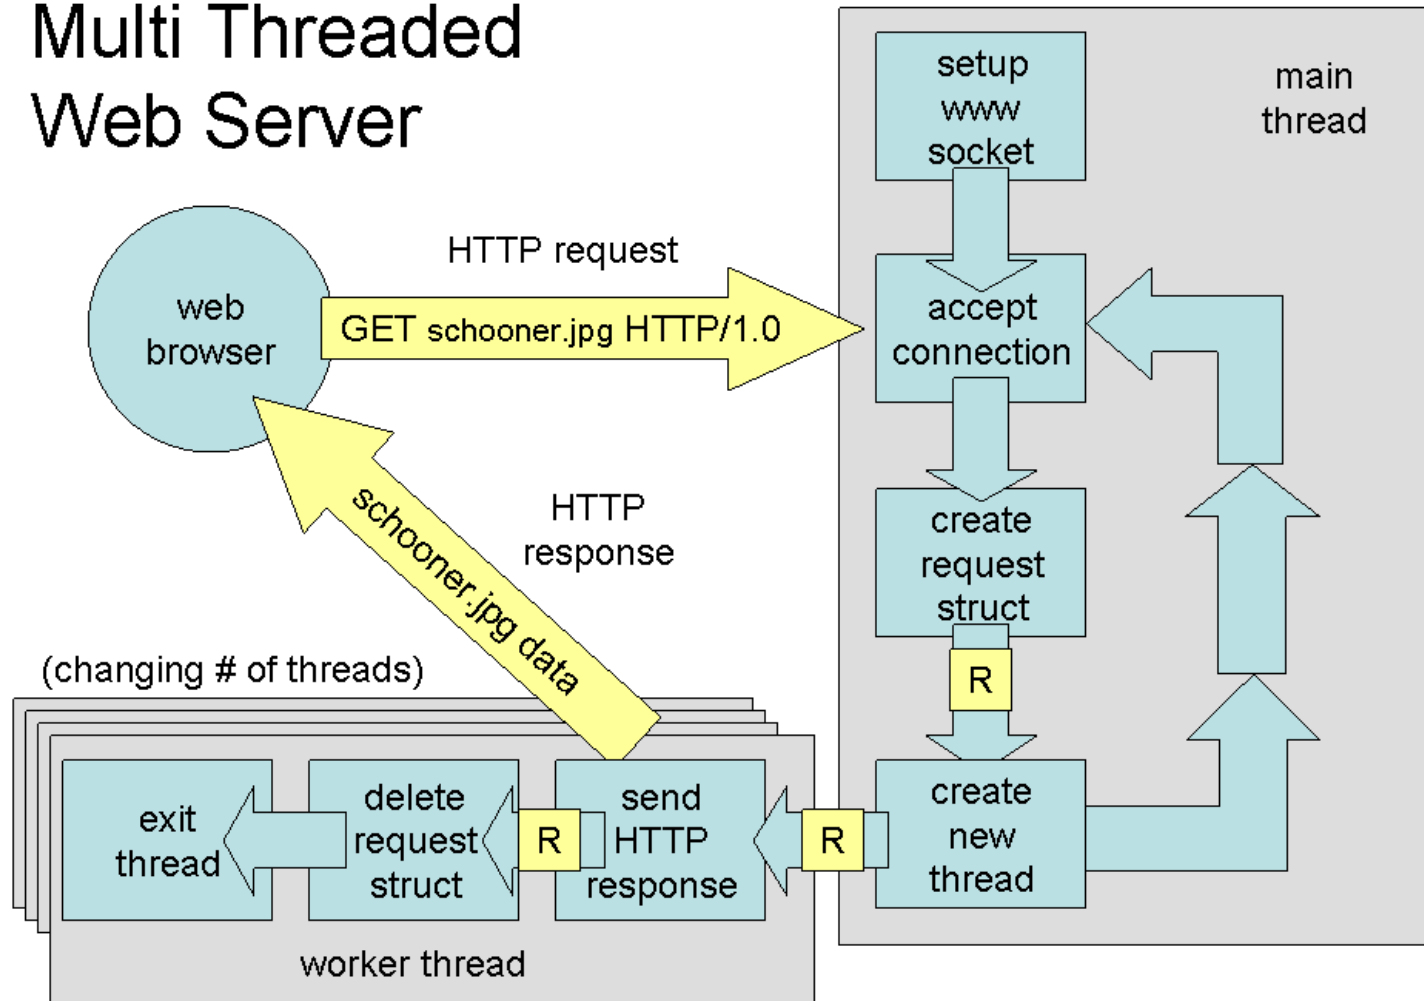 Multi Threaded
Web Server
setup
www
socket
main
thread
HTTP request
web
browser
GET schooner.jpg HTTP/1.0
accept
connection
HTTP
response
schooner.jpg data
create
request
struct
R
(changing # of threads)
exit
thread
delete
request
struct
R
send
HTTP
response
R
create
new
thread
worker thread